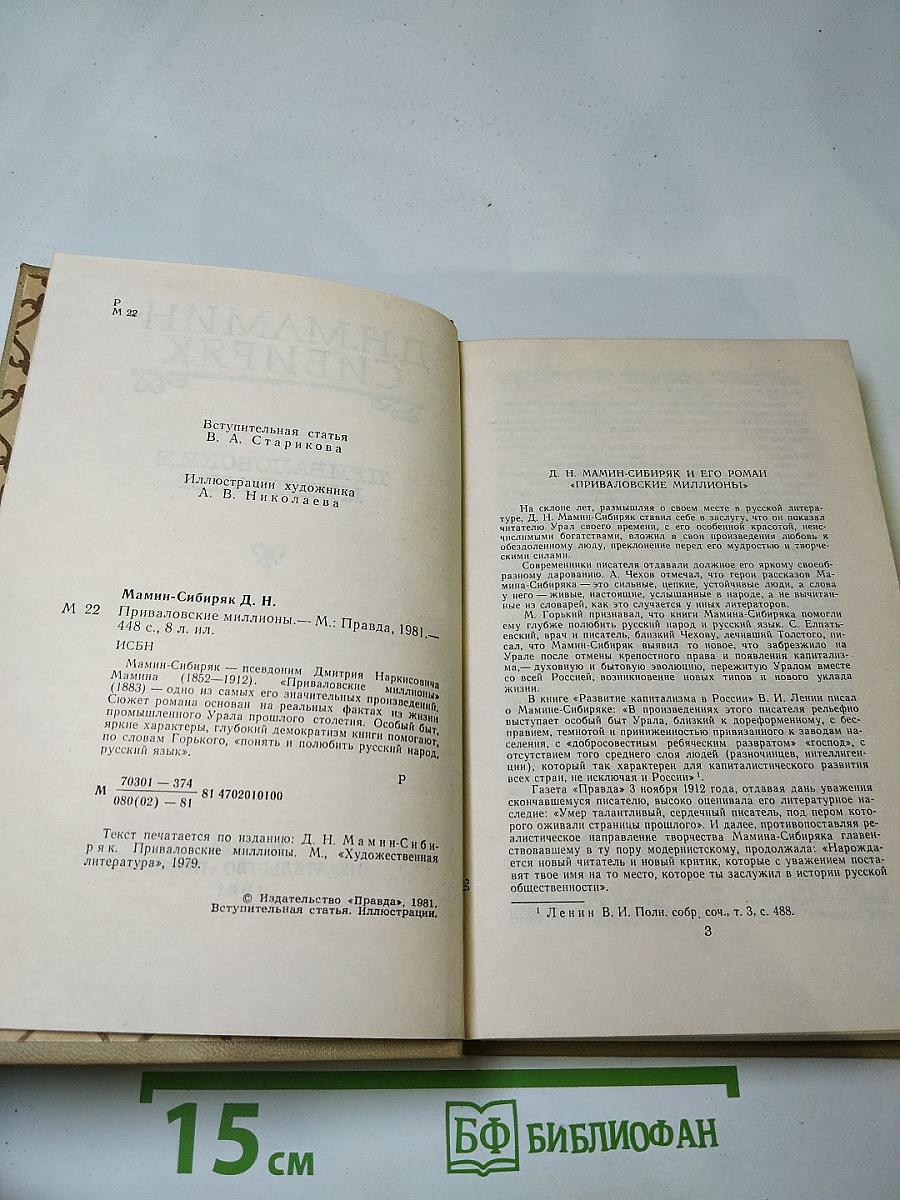 Р
М 22
Вступительная статья
В. А. Старикова
Иллюстрации художника
А. В. Николаева
Мамин-Сибиряк Д. Н.
М 22 Приваловские миллионы.— М.: Правда, 1981.—
448 с., 8 л. ил.
ИСБН
Мамин-Сибиряк — псевдоним Дмитрия Наркисовича
Мамина (1852—1912). «Приваловские миллионы»
(1883) — одно из самых его значительных произведений.
Сюжет романа основан на реальных фактах из жизни
промышленного Урала прошлого столетия. Особый быт,
яркие характеры, глубокий демократизм книги помогают,
по словам Горького, «понять и полюбить русский народ,
русский язык».
Р
М 70301 — 374
080(02) — 81 81 4702010100
Текст печатается по изданию: Д. Н. Мамин-Сиби-
ряк. Приваловские миллионы. М., «Художественная
литература», 1979.
© Издательство «Правда», 1981.
Вступительная статья. Иллюстрации.
Д. Н. МАМИН-СИБИРЯК И ЕГО РОМАН
«ПРИВАЛОВСКИЕ МИЛЛИОНЫ»
На склоне лет, размышляя о своем месте в русской литера-
туре, Д. Н. Мамин-Сибиряк ставил себе в заслугу, что он показал
читателю Урал своего времени, с его особенной красотой, неис-
числимыми богатствами, вложил в свои произведения любовь к
обездоленному люду, преклонение перед его мудростью и творче-
скими силами.
Современники писателя отдавали должное его яркому своеоб-
разному дарованию. А. Чехов отмечал, что герои рассказов Ма-
мина-Сибиряка — это сильные, цепкие, устойчивые люди, а слова
у него — живые, настоящие, услышанные в народе, а не вычитан-
ные из словарей, как это случается у иных литераторов.
М. Горький признавал, что книги Мамина-Сибиряка помогли
ему глубже полюбить русский народ и русский язык. С. Елпать-
евский, врач и писатель, близкий Чехову, лечивший Толстого, пи-
сал, что Мамин-Сибиряк выявил то новое, что забрезжило на
Урале после отмены крепостного права и появления капитализ-
ма,— духовную и бытовую эволюцию, пережитую Уралом вместе
со всей Россией, возникновение новых типов и нового уклада
жизни.
В книге «Развитие капитализма в России» В. И. Ленин писал
о Мамине-Сибиряке: «В произведениях этого писателя рельефно
выступает особый быт Урала, близкий к дореформенному, с бес-
правием, темнотой и приниженностью привязанного к заводам на-
селения, с «добросовестным ребяческим развратом» «господ», с
отсутствием того среднего слоя людей (разночинцев, интеллиген-
ции), который так характерен для капиталистического развития
всех стран, не исключая и России» ¹.
Газета «Правда» 3 ноября 1912 года, отдавая дань уважения
скончавшемуся писателю, высоко оценивала его литературное на-
следие: «Умер талантливый, сердечный писатель, под пером кото-
рого оживали страницы прошлого». И далее, противопоставляя ре-
алистическое направление творчества Мамина-Сибиряка главен-
ствовавшему в ту пору модернистскому, продолжала: «Нарожда-
ется новый читатель и новый критик, которые с уважением поста-
вят твое имя на то место, которое ты заслужил в истории русской
общественности».
¹ Ленин В. И. Полн. собр. соч., т. 3, с. 488.
3
15 см
БФ БИБЛИОФАН